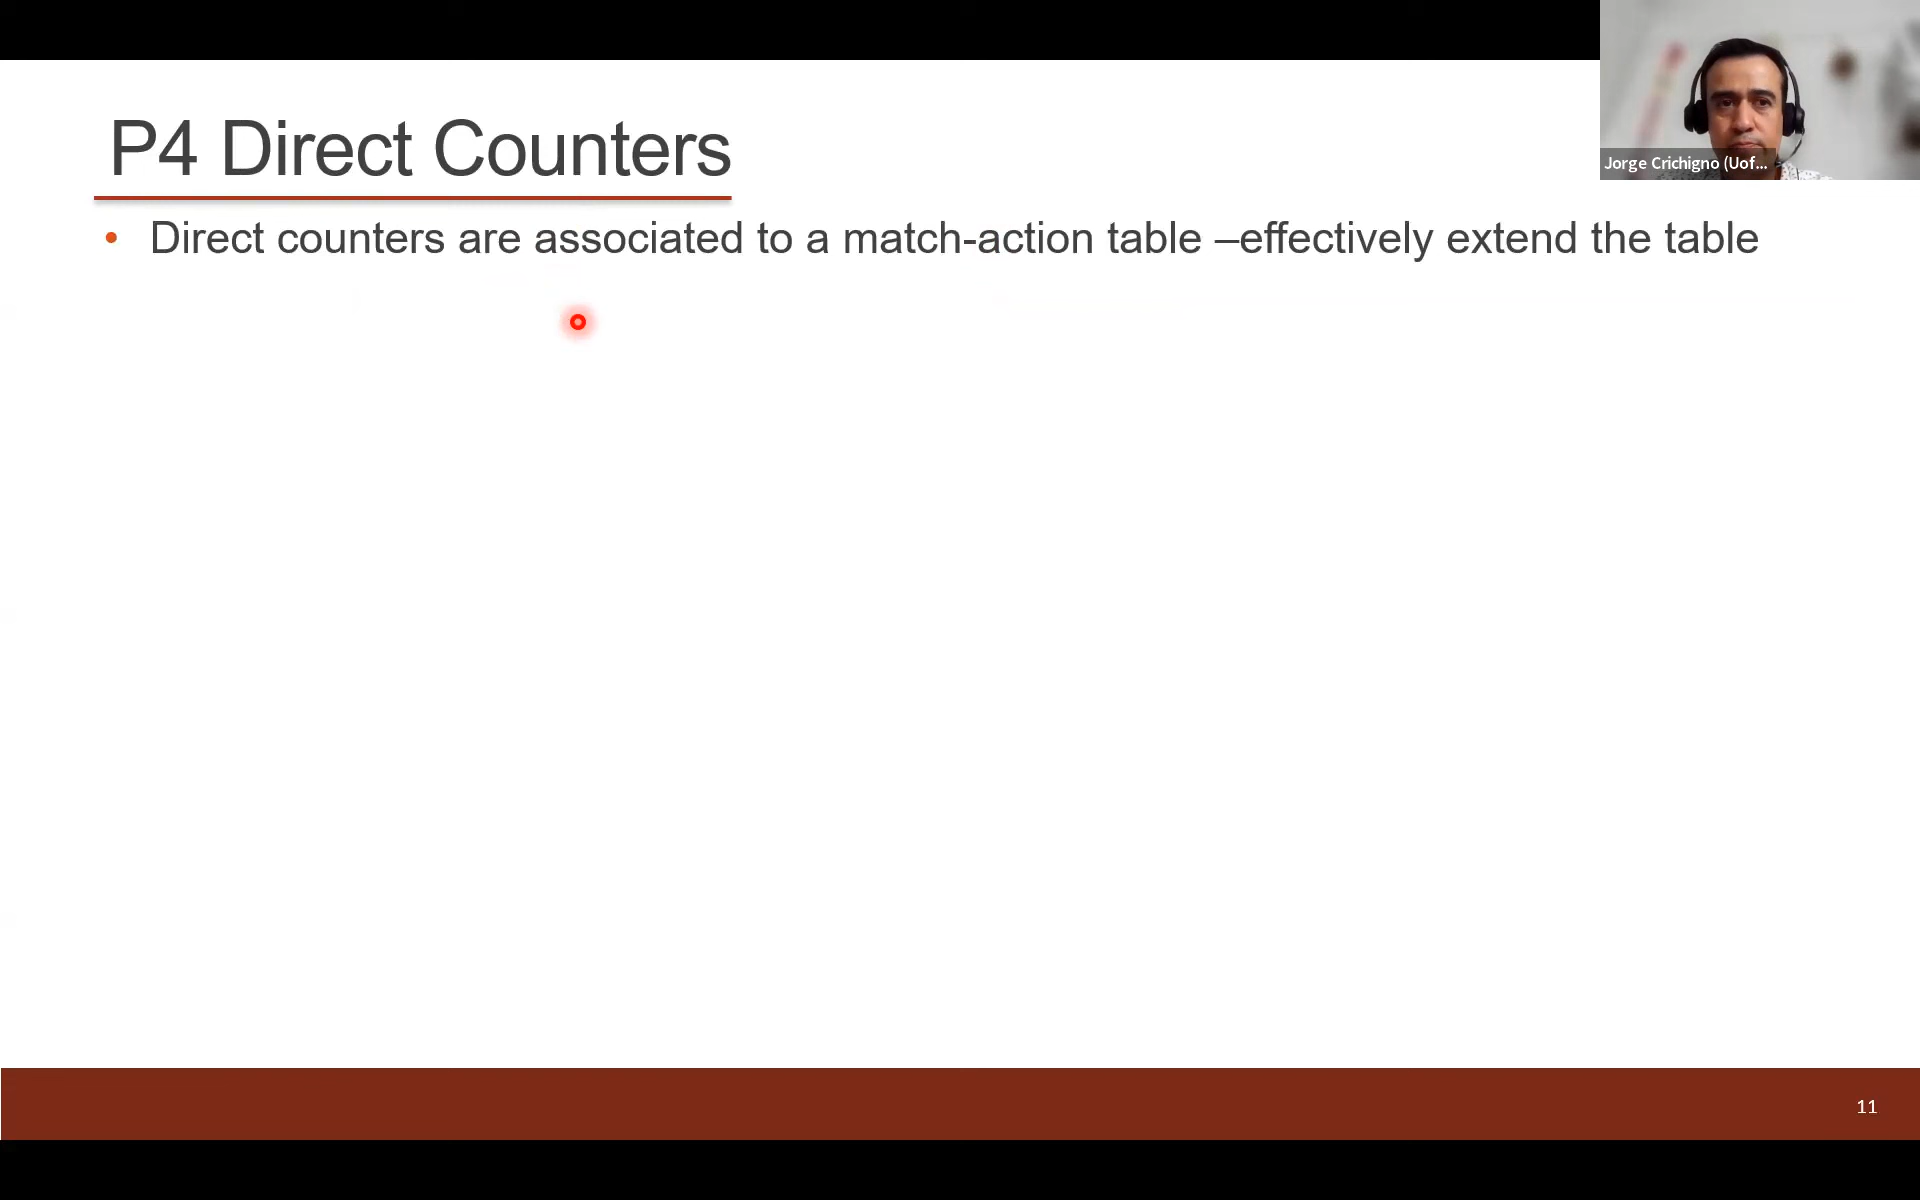 P4 Direct Counters
Jorge Crichigno (Uof...
• Direct counters are associated to a match-action table –effectively extend the table
11